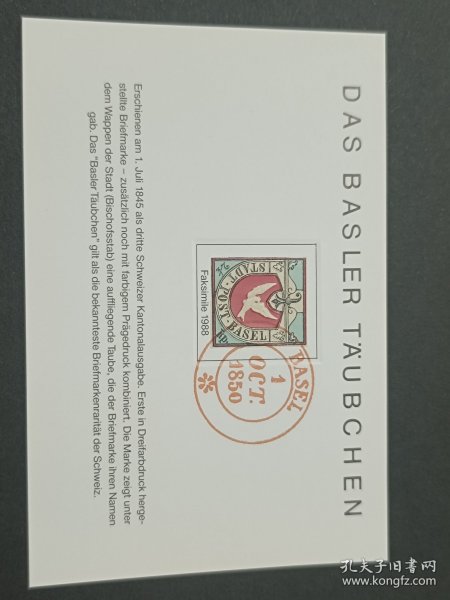 DAS BASLER TÄUBCHEN
STADT-POST-BASEL
2½
Faksimile 1988
BASEL
1
OCT.
1850
Erschienen am 1. Juli 1845 als dritte Schweizer Kantonalausgabe. Erste in Dreifarbdruck herge-
stellte Briefmarke – zusätzlich noch mit farbigem Prägedruck kombiniert. Die Marke zeigt unter
dem Wappen der Stadt (Bischofsstab) eine auffliegende Taube, die der Briefmarke ihren Namen
gab. Das "Basler Täubchen" gilt als die bekannteste Briefmarkenrarität der Schweiz.
孔夫子旧书网
www.kongfz.com